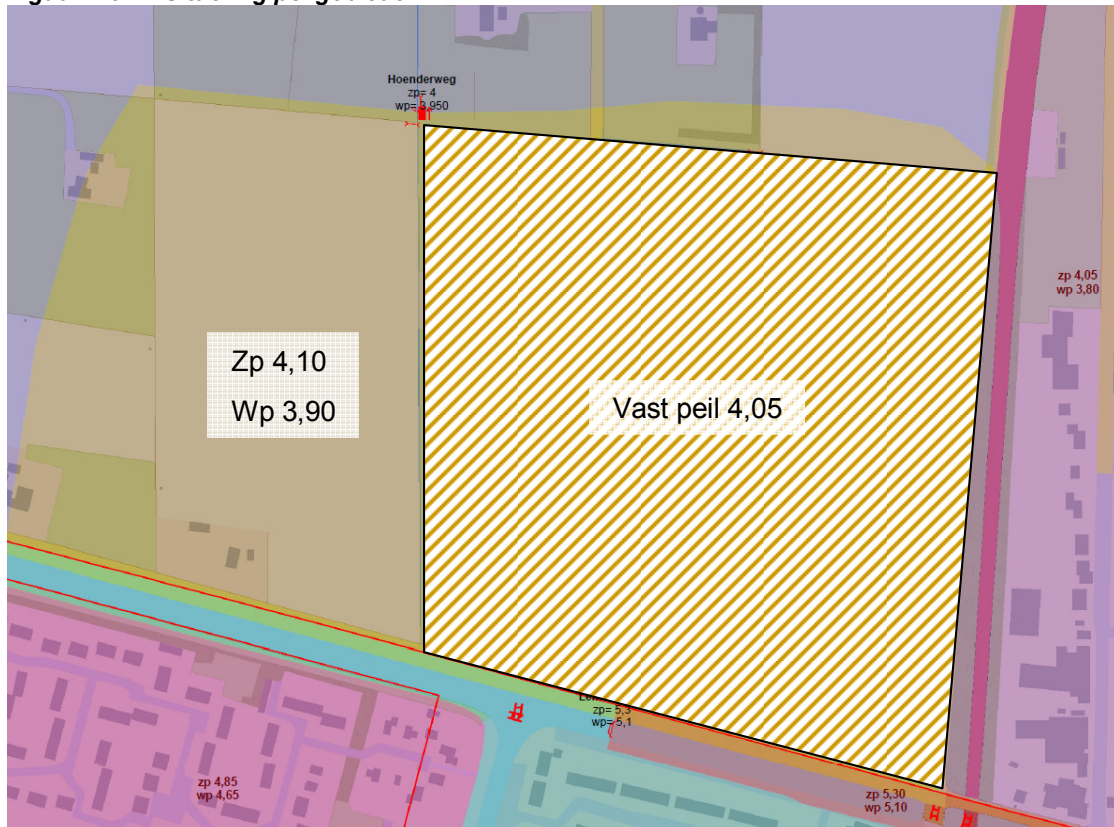 Hoenderweg
zp= 4
wp= 3,950
zp 4,05
wp 3,80
Zp 4,10
Wp 3,90
Vast peil 4,05
zp= 5,3
wp= 5,1
zp 4,85
wp 4,65
zp 5,30
wp 5,10